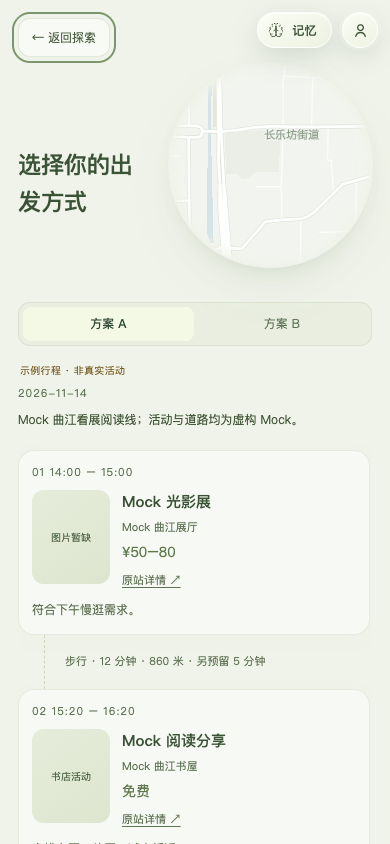 ← 返回探索
记忆
长乐坊街道
选择你的出
发方式
方案 A
方案 B
示例行程 · 非真实活动
2026-11-14
Mock 曲江看展阅读线；活动与道路均为虚构 Mock。
01 14:00 — 15:00
图片暂缺
Mock 光影展
Mock 曲江展厅
¥50—80
原站详情 ↗
符合下午慢逛需求。
步行 · 12 分钟 · 860 米 · 另预留 5 分钟
02 15:20 — 16:20
书店活动
Mock 阅读分享
Mock 曲江书屋
免费
原站详情 ↗